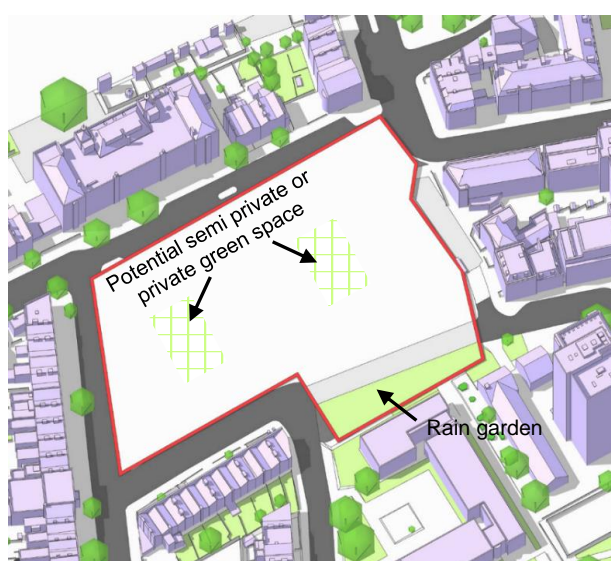 Potential semi private or
private green space
Rain garden